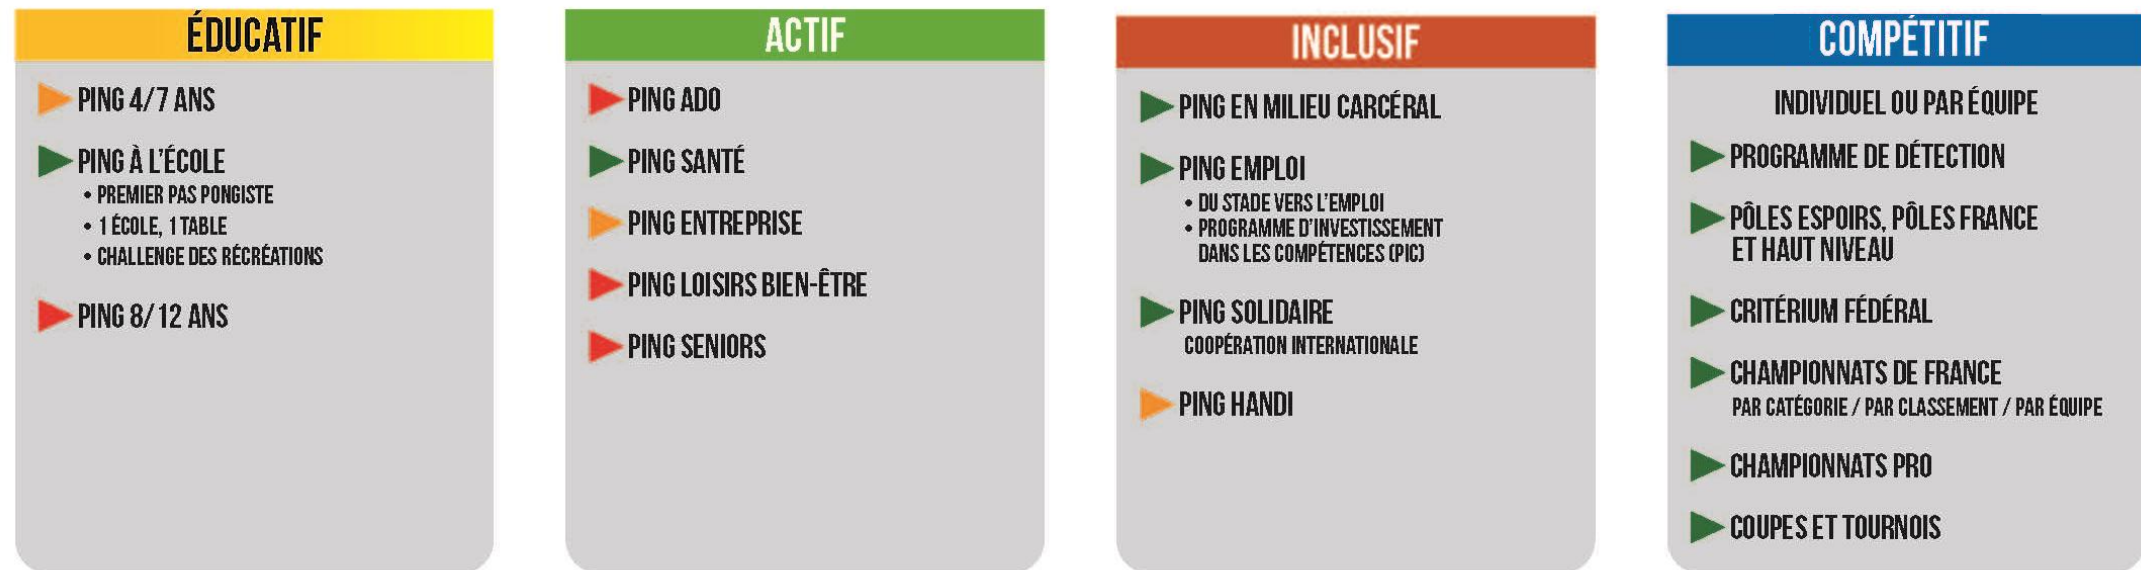 ÉDUCATIF
PING 4/7 ANS
PING À L'ÉCOLE
• PREMIER PAS PONGISTE
• 1 ÉCOLE, 1 TABLE
• CHALLENGE DES RÉCRÉATIONS
PING 8/12 ANS
ACTIF
PING ADO
PING SANTÉ
PING ENTREPRISE
PING LOISIRS BIEN-ÊTRE
PING SENIORS
INCLUSIF
PING EN MILIEU CARCÉRAL
PING EMPLOI
• DU STADE VERS L'EMPLOI
• PROGRAMME D'INVESTISSEMENT
DANS LES COMPÉTENCES (PIC)
PING SOLIDAIRE
COOPÉRATION INTERNATIONALE
PING HANDI
COMPÉTITIF
INDIVIDUEL OU PAR ÉQUIPE
PROGRAMME DE DÉTECTION
PÔLES ESPOIRS, PÔLES FRANCE
ET HAUT NIVEAU
CRITÉRIUM FÉDÉRAL
CHAMPIONNATS DE FRANCE
PAR CATÉGORIE / PAR CLASSEMENT / PAR ÉQUIPE
CHAMPIONNATS PRO
COUPES ET TOURNOIS